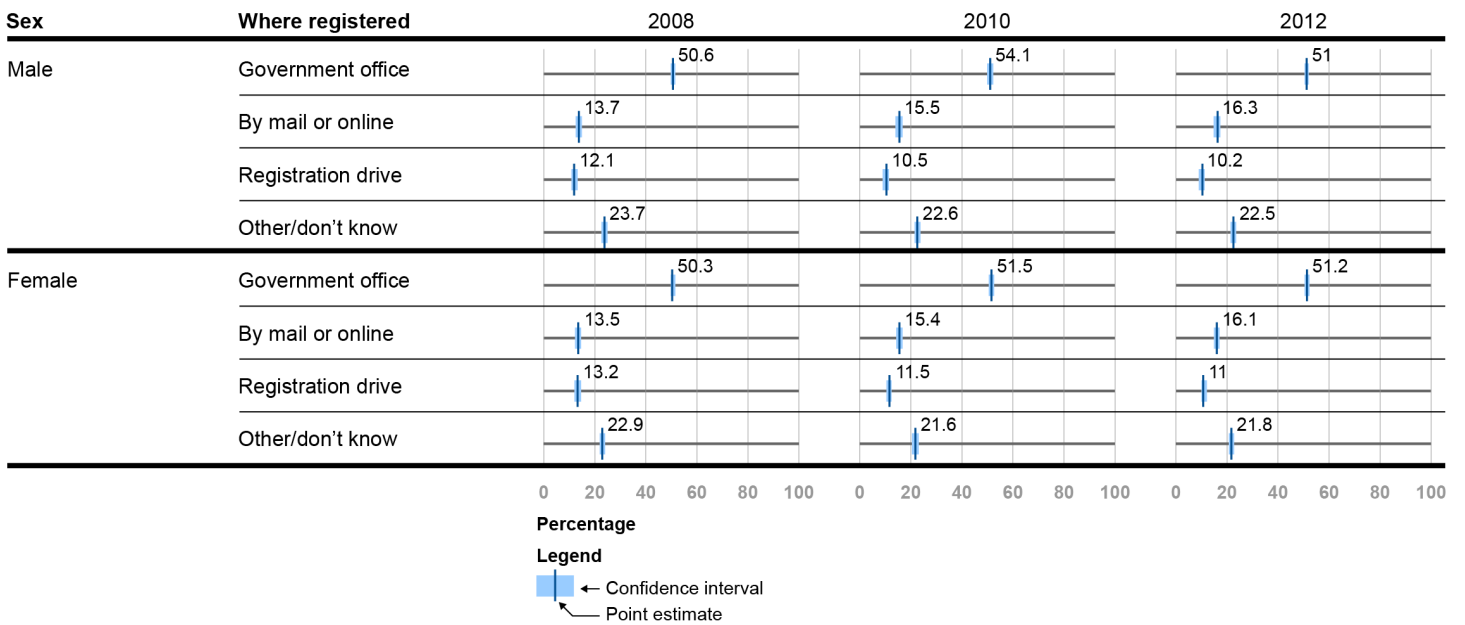 Sex Where registered 2008 2010 2012
Male Government office 50.6 54.1 51
By mail or online 13.7 15.5 16.3
Registration drive 12.1 10.5 10.2
Other/don’t know 23.7 22.6 22.5
Female Government office 50.3 51.5 51.2
By mail or online 13.5 15.4 16.1
Registration drive 13.2 11.5 11
Other/don’t know 22.9 21.6 21.8
0 20 40 60 80 100 0 20 40 60 80 100 0 20 40 60 80 100
Percentage
Legend
Confidence interval
Point estimate